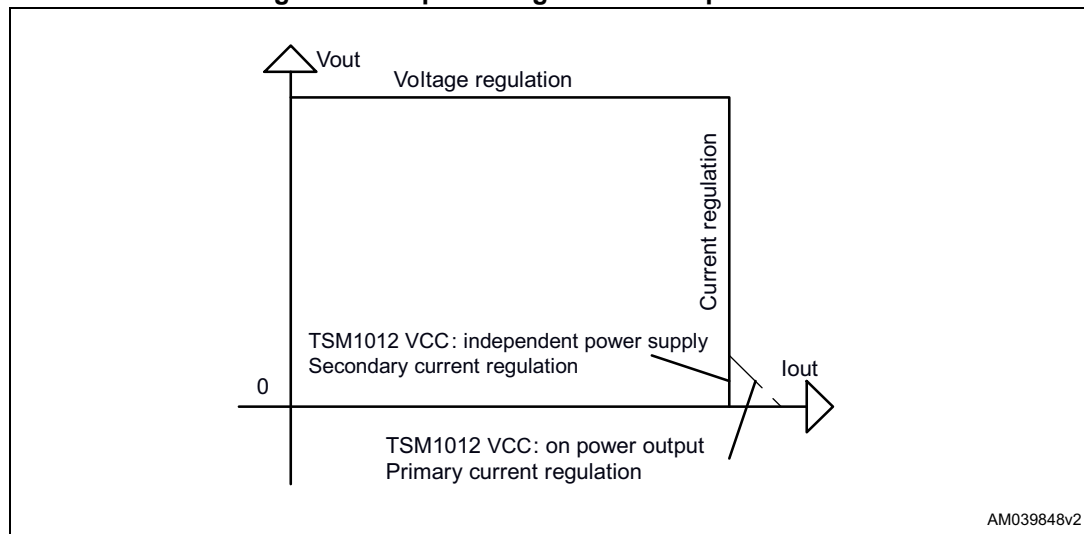 Vout
Voltage regulation
Current regulation
TSM1012 VCC: independent power supply
Secondary current regulation
Iout
0
TSM1012 VCC: on power output
Primary current regulation
AM039848v2